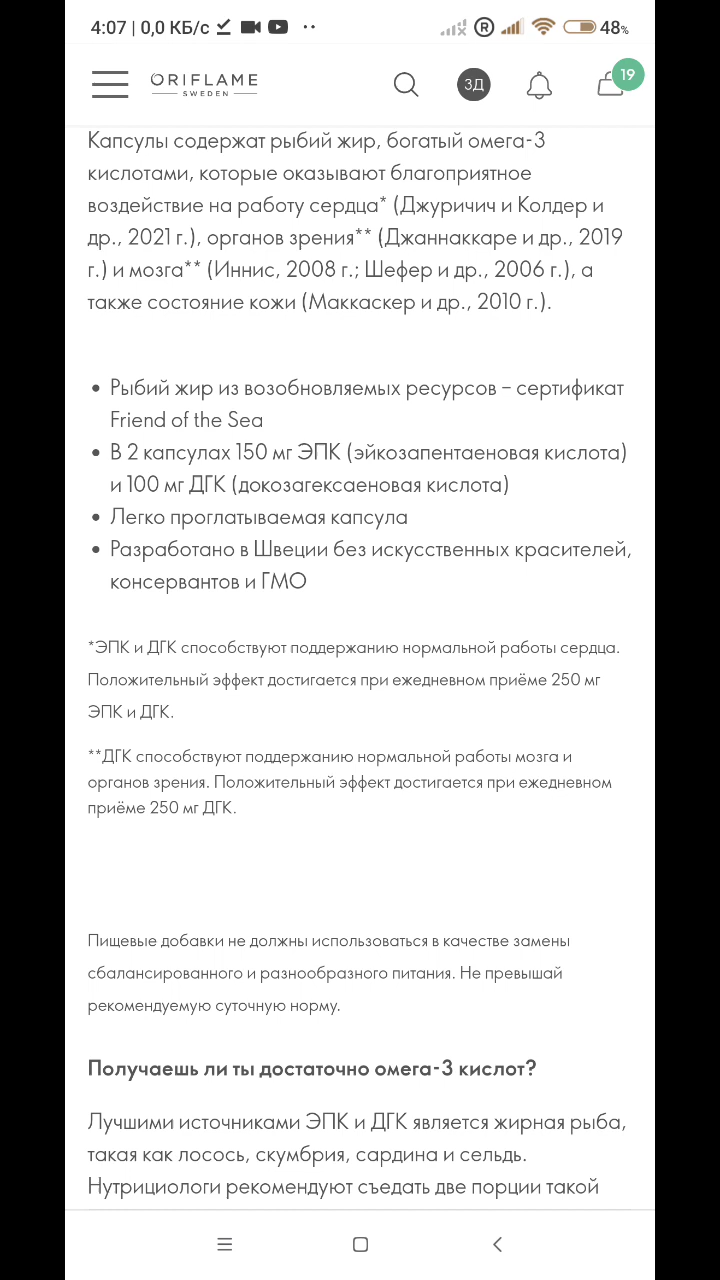 4:07 | 0,0 КБ/с ·· R 48%
ORIFLAME
SWEDEN
ЗД
19
Капсулы содержат рыбий жир, богатый омега-3
кислотами, которые оказывают благоприятное
воздействие на работу сердца* (Джуричич и Колдер и
др., 2021 г.), органов зрения** (Джаннаккаре и др., 2019
г.) и мозга** (Иннис, 2008 г.; Шефер и др., 2006 г.), а
также состояние кожи (Маккаскер и др., 2010 г.).
• Рыбий жир из возобновляемых ресурсов – сертификат
Friend of the Sea
• В 2 капсулах 150 мг ЭПК (эйкозапентаеновая кислота)
и 100 мг ДГК (докозагексаеновая кислота)
• Легко проглатываемая капсула
• Разработано в Швеции без искусственных красителей,
консервантов и ГМО
*ЭПК и ДГК способствуют поддержанию нормальной работы сердца.
Положительный эффект достигается при ежедневном приёме 250 мг
ЭПК и ДГК.
**ДГК способствуют поддержанию нормальной работы мозга и
органов зрения. Положительный эффект достигается при ежедневном
приёме 250 мг ДГК.
Пищевые добавки не должны использоваться в качестве замены
сбалансированного и разнообразного питания. Не превышай
рекомендуемую суточную норму.
Получаешь ли ты достаточно омега-3 кислот?
Лучшими источниками ЭПК и ДГК является жирная рыба,
такая как лосось, скумбрия, сардина и сельдь.
Нутрициологи рекомендуют съедать две порции такой